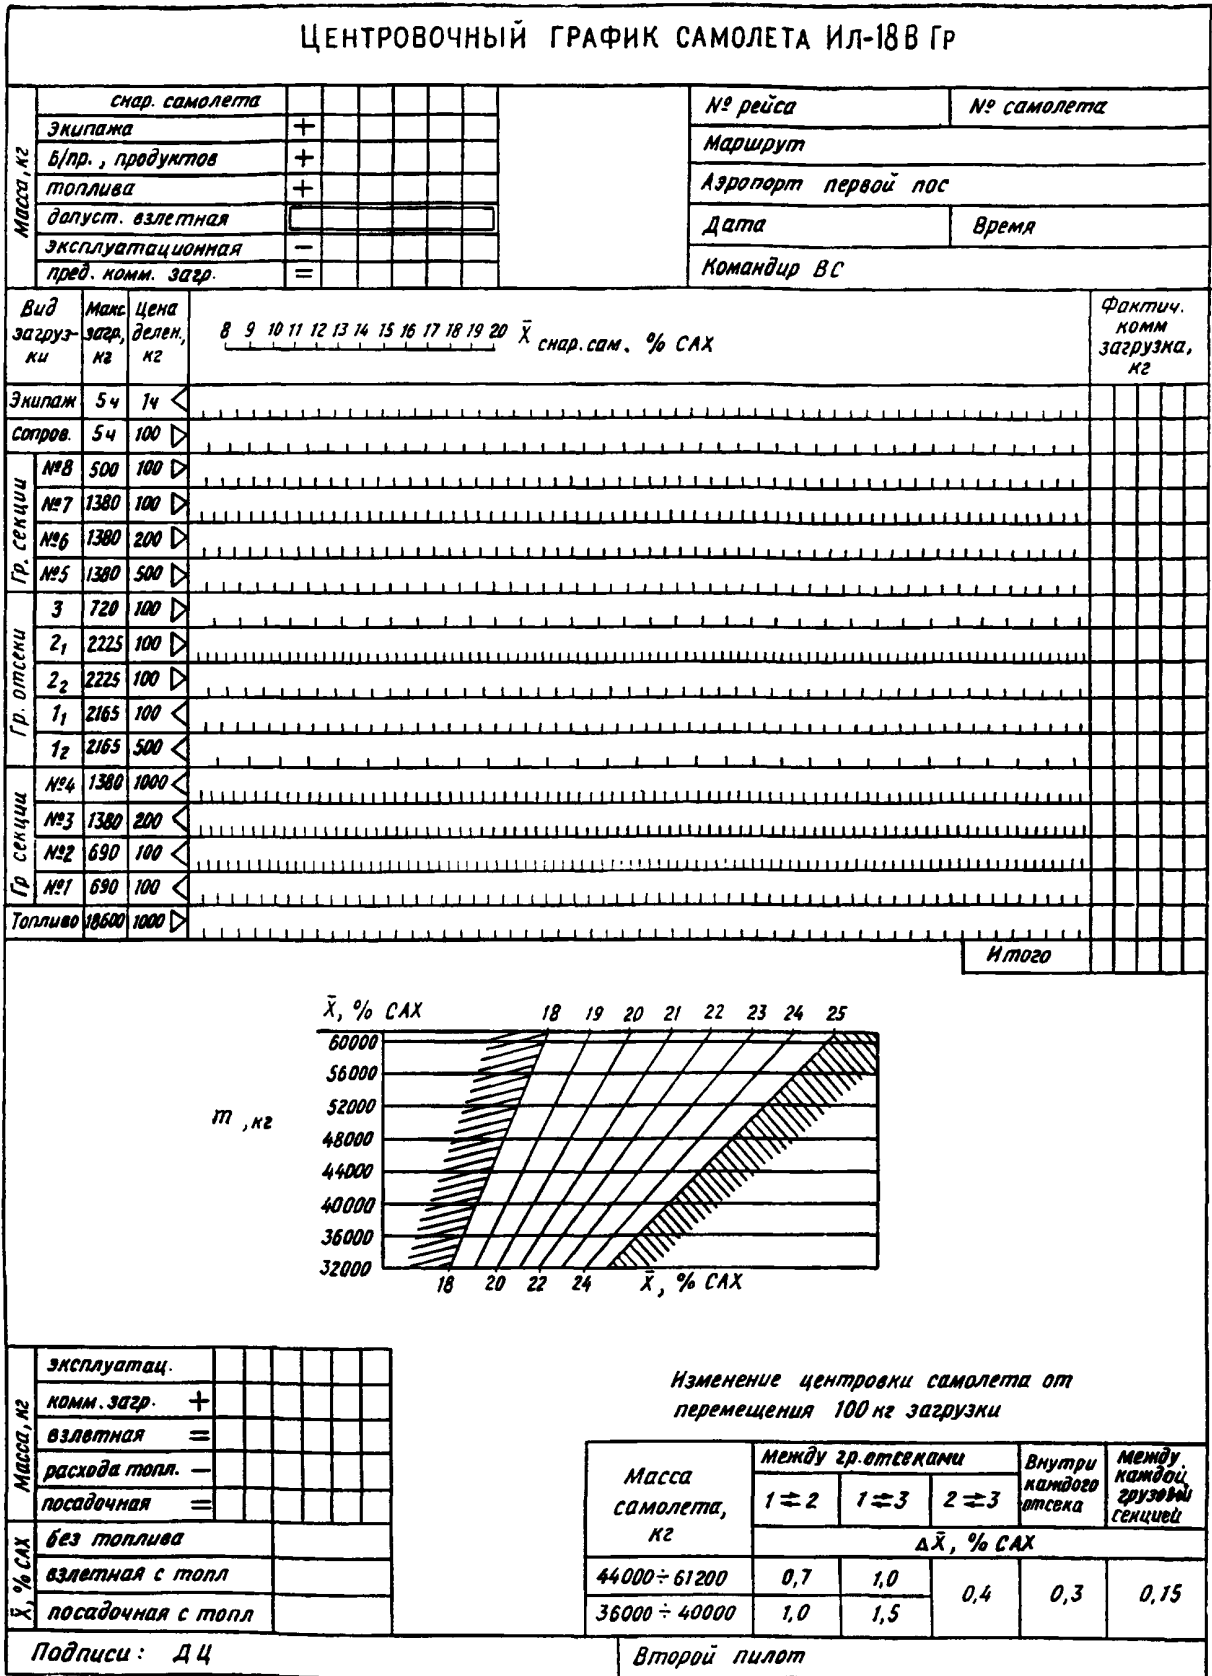 ЦЕНТРОВОЧНЫЙ ГРАФИК САМОЛЕТА Ил-18В Гр
Масса, кг
снар. самолета
Экипажа +
Б/пр., продуктов +
топлива +
допуст. взлетная
эксплуатационная −
пред. комм. загр. =
№ рейса № самолета
Маршрут
Аэропорт первой пос
Дата Время
Командир ВС
Вид загруз-ки Макс загр., кг Цена делен., кг
8 9 10 11 12 13 14 15 16 17 18 19 20 X̄ снар. сам. % САХ
Фактич. комм загрузка, кг
Экипаж 5ч 1ч
Сопров. 5ч 100
Гр. секции
№8 500 100
№7 1380 100
№6 1380 200
№5 1380 500
Гр. отсеки
3 720 100
2₁ 2225 100
2₂ 2225 100
1₁ 2165 100
1₂ 2165 500
Гр секции
№4 1380 1000
№3 1380 200
№2 690 100
№1 690 100
Топливо 18600 1000
Итого
X̄, % САХ 18 19 20 21 22 23 24 25
60000
56000
52000
m, кг
48000
44000
40000
36000
32000
18 20 22 24 X̄, % САХ
Масса, кг
эксплуатац.
комм. загр. +
взлетная =
расхода топл. −
посадочная =
X̄, % САХ
без топлива
взлетная с топл
посадочная с топл
Изменение центровки самолета от
перемещения 100 кг загрузки
Масса самолета, кг
Между гр. отсеками
Внутри каждого отсека
Между каждой грузовой секцией
1 ⇄ 2 1 ⇄ 3 2 ⇄ 3
Δ X̄, % САХ
44000 ÷ 61200 0,7 1,0
0,4 0,3 0,15
36000 ÷ 40000 1,0 1,5
Подписи: ДЦ Второй пилот